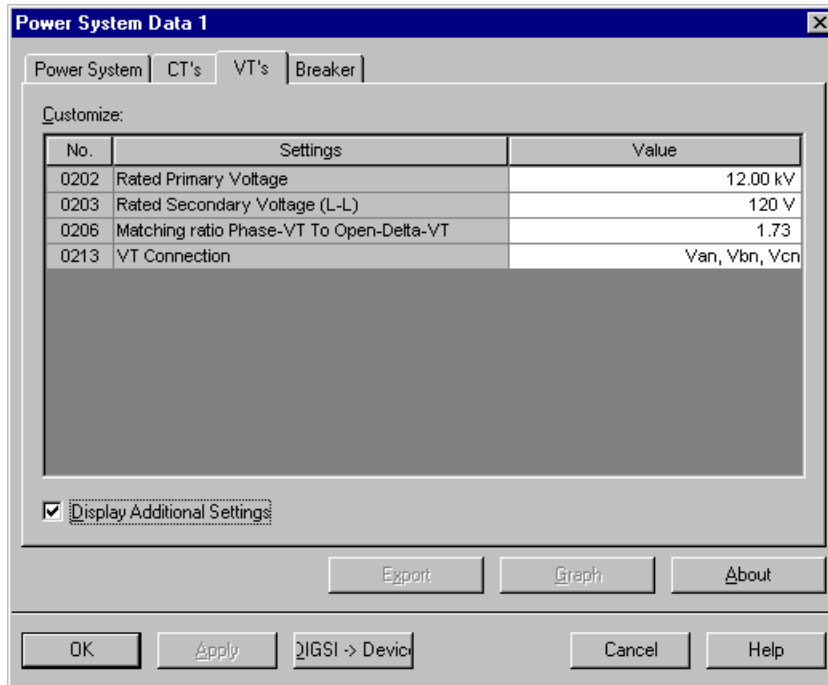 Power System Data 1
Power System CT's VT's Breaker
Customize:
No. Settings Value
0202 Rated Primary Voltage 12.00 kV
0203 Rated Secondary Voltage (L-L) 120 V
0206 Matching ratio Phase-VT To Open-Delta-VT 1.73
0213 VT Connection Van, Vbn, Vcn
Display Additional Settings
Export Graph About
OK Apply DIGSI -> Devic Cancel Help